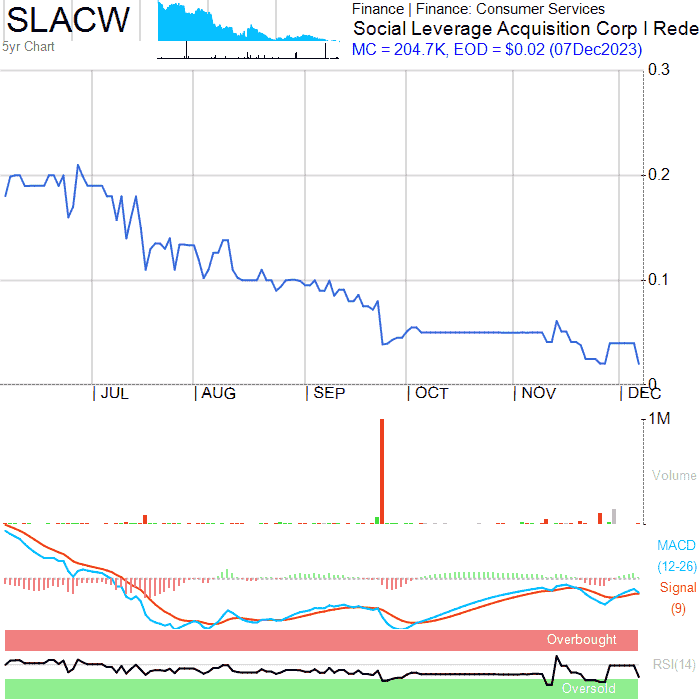 SLACW
5yr Chart
Finance | Finance: Consumer Services
Social Leverage Acquisition Corp I Rede
MC = 204.7K, EOD = $0.02 (07Dec2023)
0.3
0.2
0.1
0
JUL AUG SEP OCT NOV DEC
1M
Volume
MACD
(12-26)
Signal
(9)
Overbought
RSI(14)
Oversold